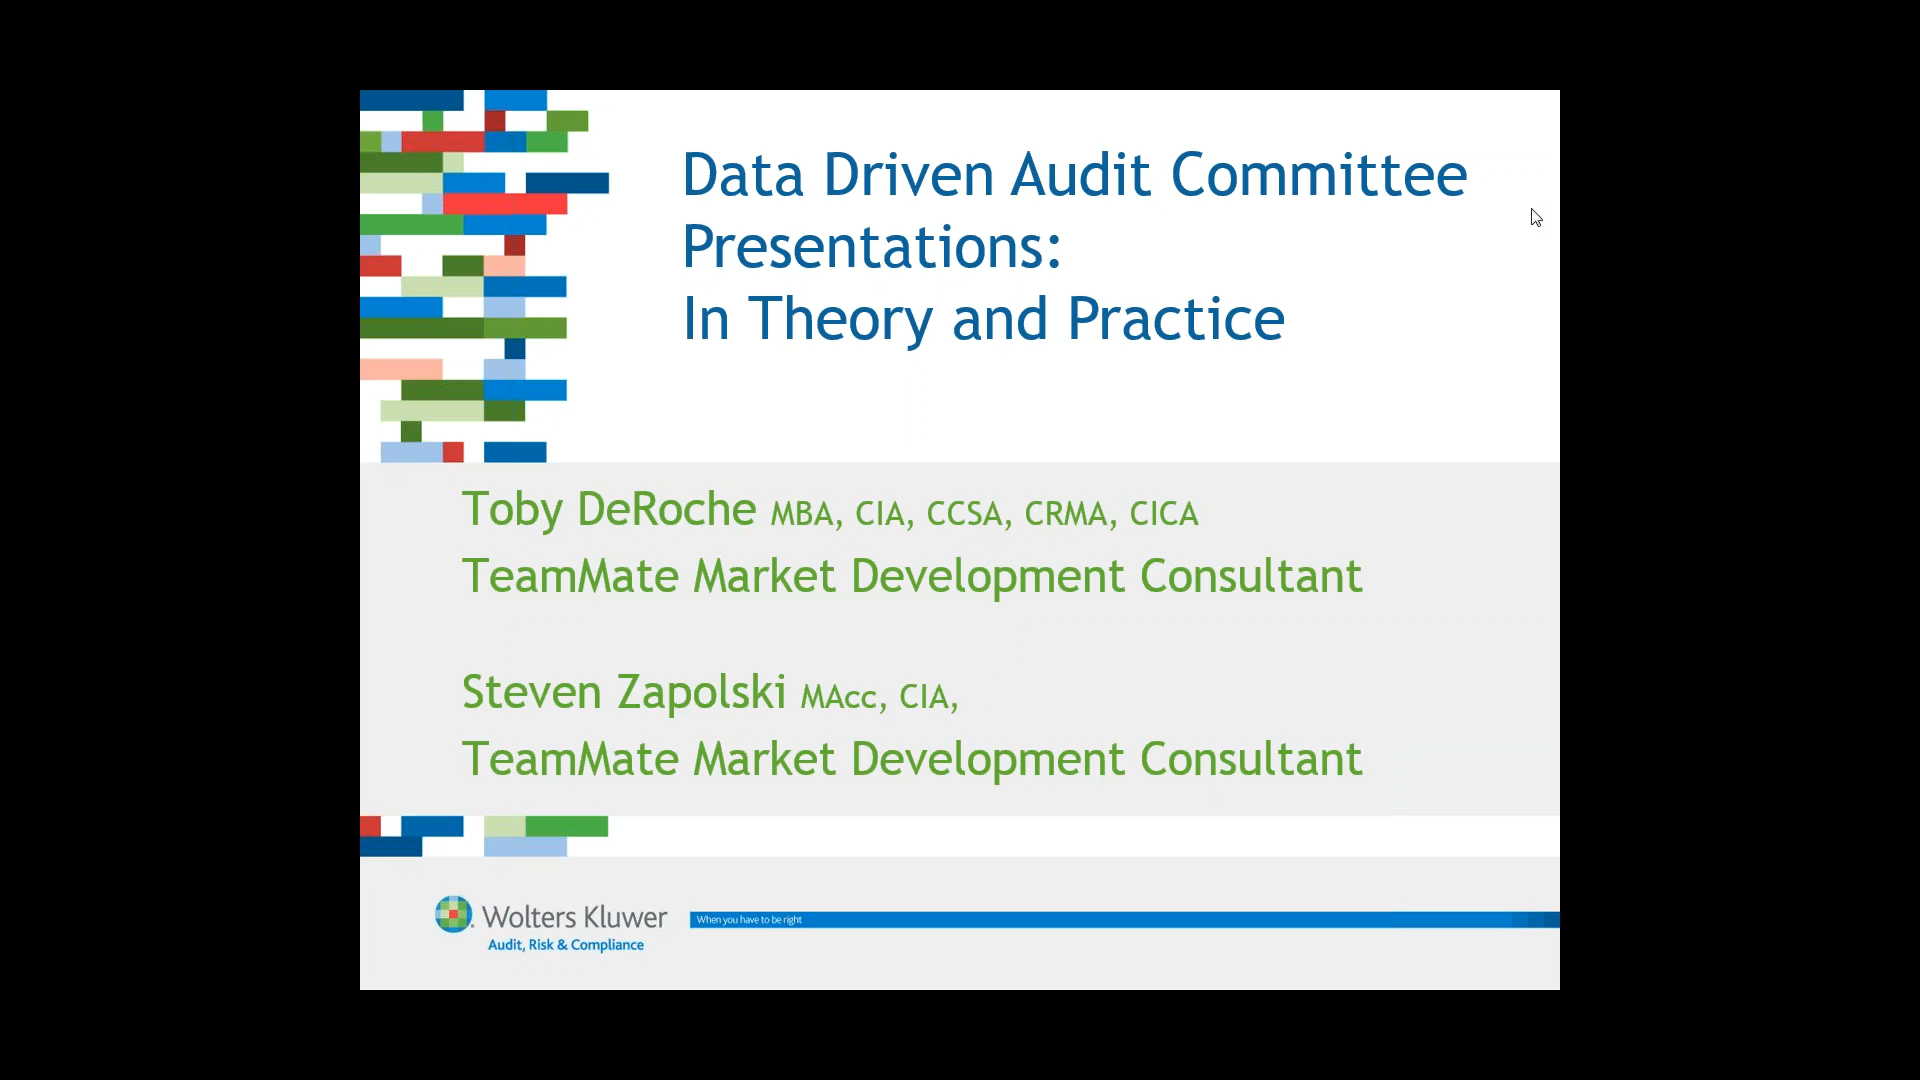 Data Driven Audit Committee
Presentations:
In Theory and Practice
Toby DeRoche MBA, CIA, CCSA, CRMA, CICA
TeamMate Market Development Consultant
Steven Zapolski MAcc, CIA,
TeamMate Market Development Consultant
Wolters Kluwer
Audit, Risk & Compliance
When you have to be right